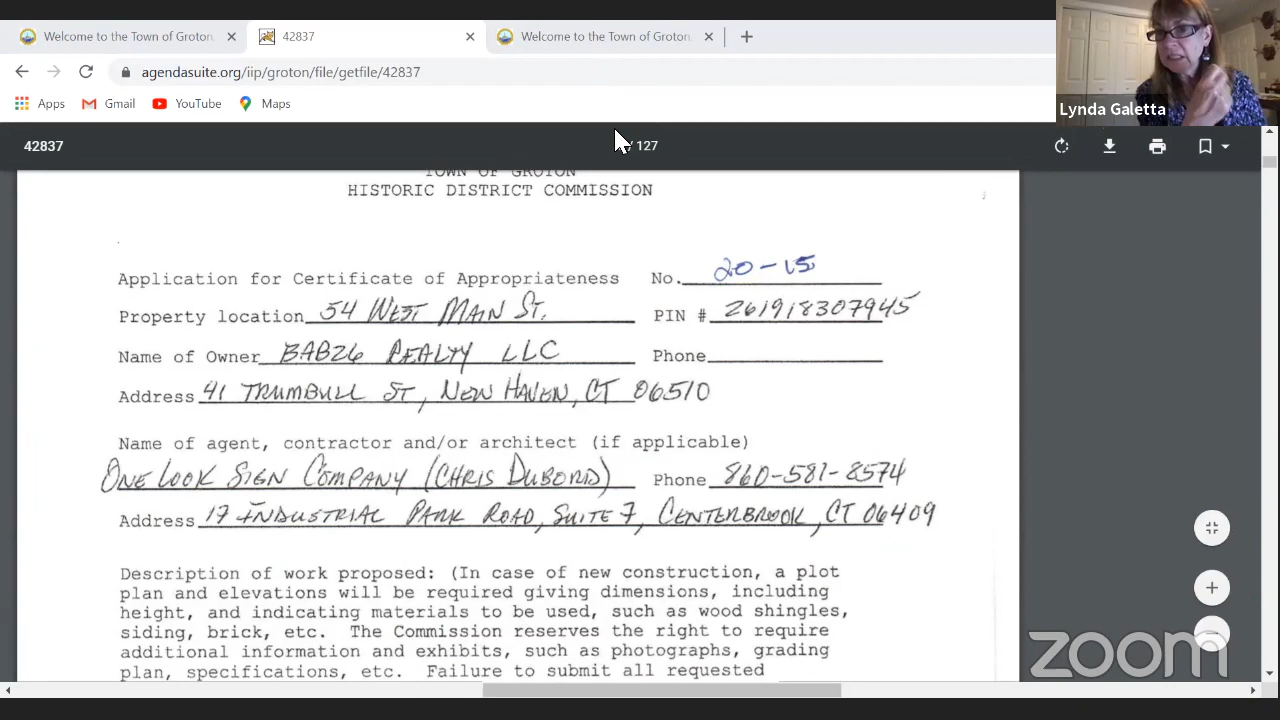 Welcome to the Town of Groton,
42837
Welcome to the Town of Groton,
agendasuite.org/iip/groton/file/getfile/42837
Apps
Gmail
YouTube
Maps
Lynda Galetta
42837
/ 127
TOWN OF GROTON
HISTORIC DISTRICT COMMISSION
Application for Certificate of Appropriateness No. 20-15
Property location 54 WEST MAIN ST. PIN # 261918307945
Name of Owner BAB26 REALTY LLC Phone
Address 41 TRUMBULL ST, NEW HAVEN, CT 06510
Name of agent, contractor and/or architect (if applicable)
ONE LOOK SIGN COMPANY (CHRIS DUBORD) Phone 860-581-8574
Address 17 INDUSTRIAL PARK ROAD, SUITE 7, CENTERBROOK, CT 06409
Description of work proposed: (In case of new construction, a plot
plan and elevations will be required giving dimensions, including
height, and indicating materials to be used, such as wood shingles,
siding, brick, etc. The Commission reserves the right to require
additional information and exhibits, such as photographs, grading
plan, specifications, etc. Failure to submit all requested
zoom